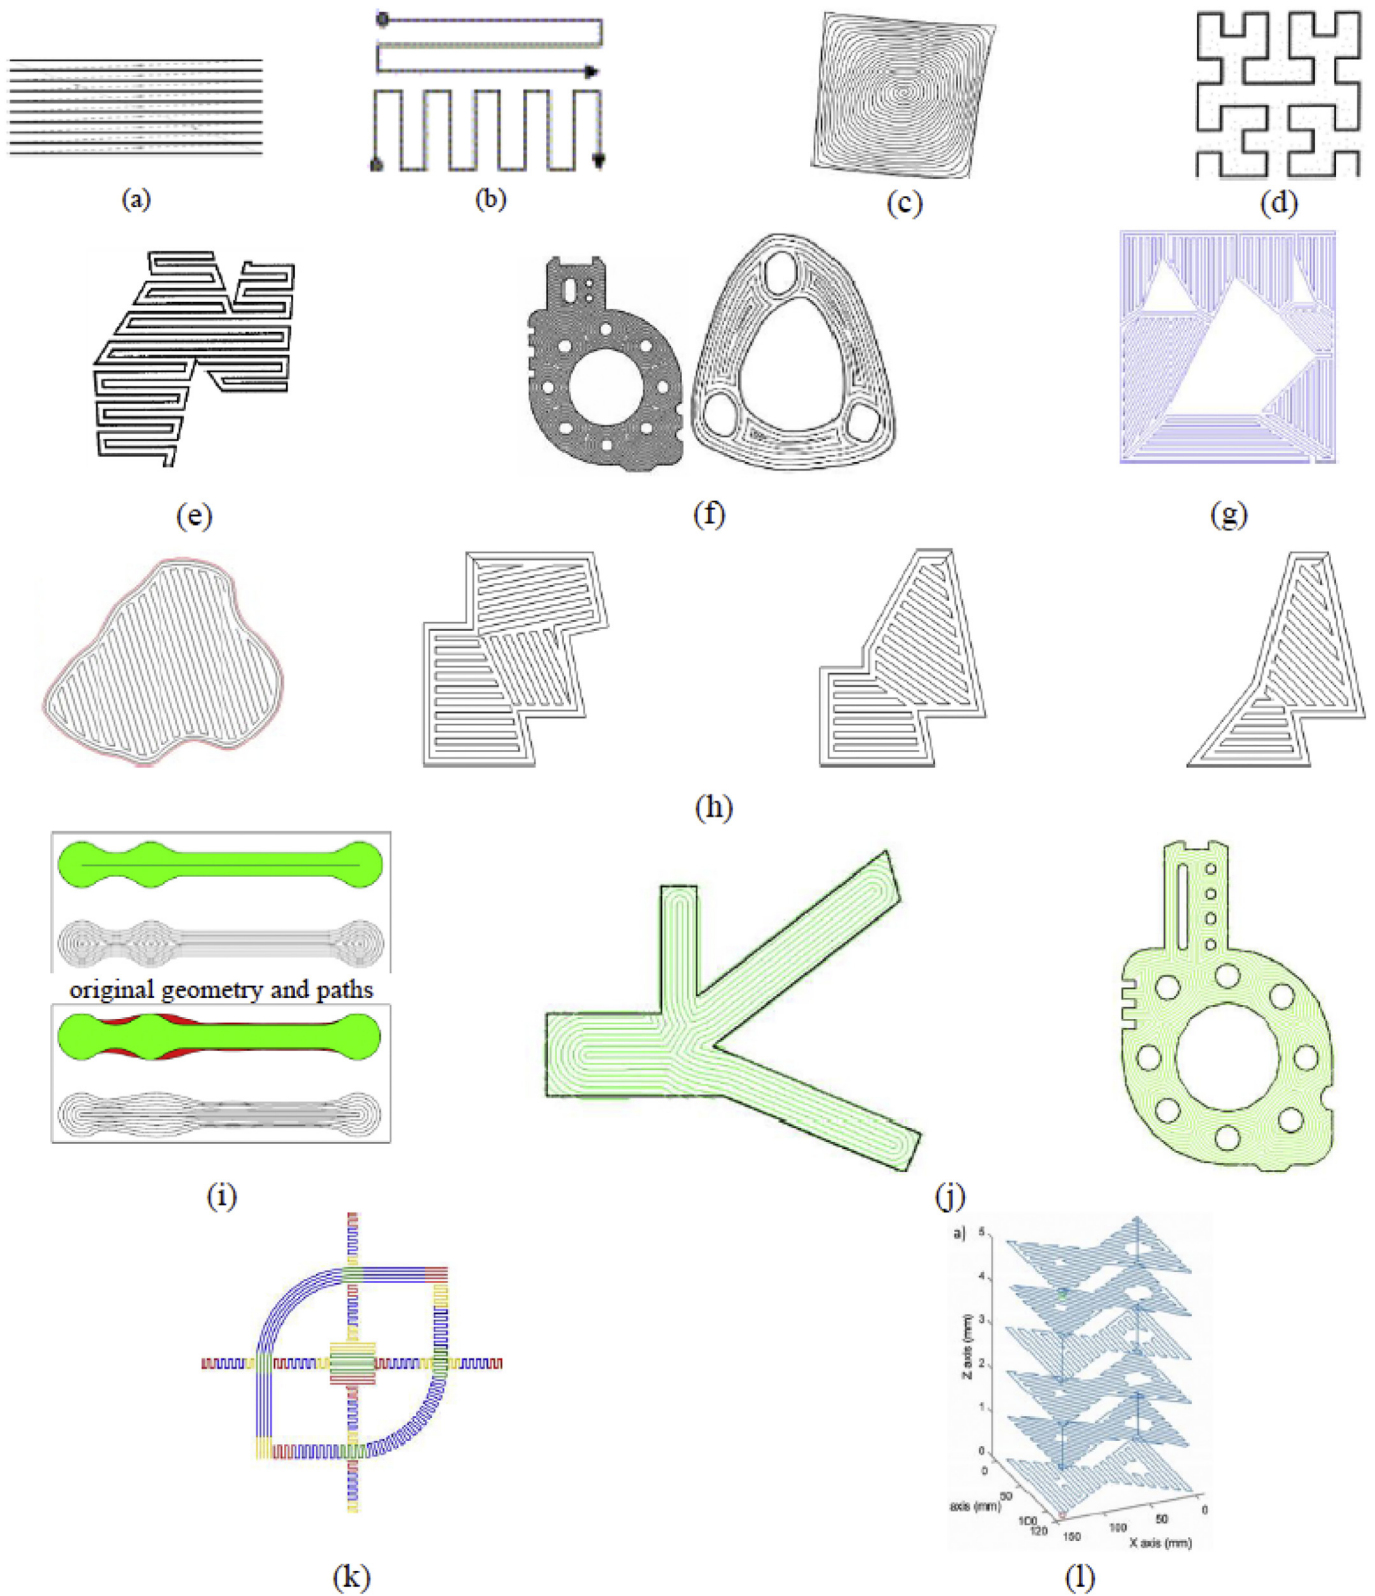 (a)
(b)
(c)
(d)
(e)
(f)
(g)
(h)
original geometry and paths
(i)
(j)
a)
5
4
3
2
1
0
Z axis (mm)
0
50
100
120
axis (mm)
150
100
50
0
X axis (mm)
(k)
(l)